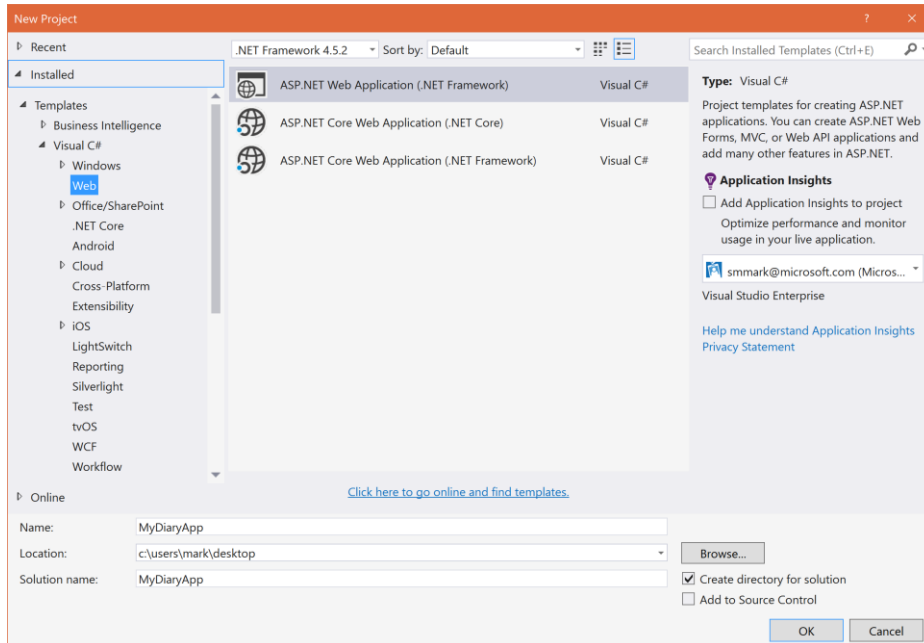 New Project
? ×
Recent
.NET Framework 4.5.2 Sort by: Default
Search Installed Templates (Ctrl+E)
Installed
Templates
Business Intelligence
Visual C#
Windows
Web
Office/SharePoint
.NET Core
Android
Cloud
Cross-Platform
Extensibility
iOS
LightSwitch
Reporting
Silverlight
Test
tvOS
WCF
Workflow
Online
ASP.NET Web Application (.NET Framework) Visual C#
ASP.NET Core Web Application (.NET Core) Visual C#
ASP.NET Core Web Application (.NET Framework) Visual C#
Click here to go online and find templates.
Type: Visual C#
Project templates for creating ASP.NET
applications. You can create ASP.NET Web
Forms, MVC, or Web API applications and
add many other features in ASP.NET.
Application Insights
Add Application Insights to project
Optimize performance and monitor
usage in your live application.
smmark@microsoft.com (Micros...
Visual Studio Enterprise
Help me understand Application Insights
Privacy Statement
Name: MyDiaryApp
Location: c:\users\mark\desktop
Browse...
Solution name: MyDiaryApp
Create directory for solution
Add to Source Control
OK Cancel